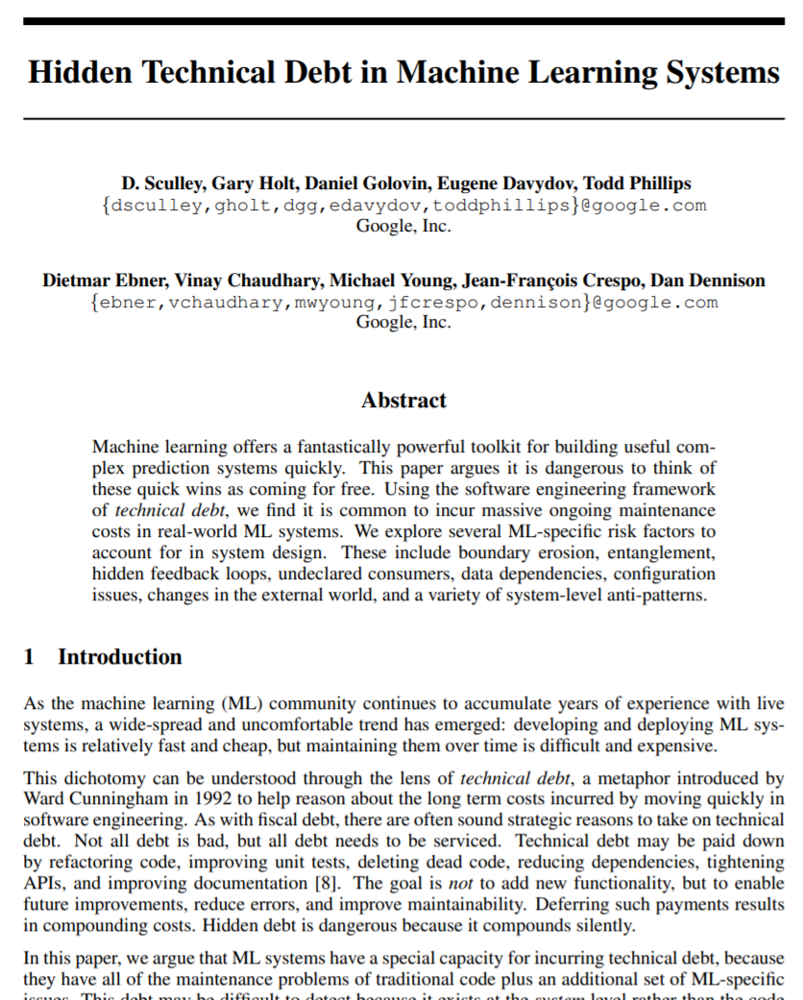 Hidden Technical Debt in Machine Learning Systems
D. Sculley, Gary Holt, Daniel Golovin, Eugene Davydov, Todd Phillips
{dsculley,gholt,dgg,edavydov,toddphillips}@google.com
Google, Inc.
Dietmar Ebner, Vinay Chaudhary, Michael Young, Jean-François Crespo, Dan Dennison
{ebner,vchaudhary,mwyoung,jfcrespo,dennison}@google.com
Google, Inc.
Abstract
Machine learning offers a fantastically powerful toolkit for building useful com-
plex prediction systems quickly. This paper argues it is dangerous to think of
these quick wins as coming for free. Using the software engineering framework
of technical debt, we find it is common to incur massive ongoing maintenance
costs in real-world ML systems. We explore several ML-specific risk factors to
account for in system design. These include boundary erosion, entanglement,
hidden feedback loops, undeclared consumers, data dependencies, configuration
issues, changes in the external world, and a variety of system-level anti-patterns.
1 Introduction
As the machine learning (ML) community continues to accumulate years of experience with live
systems, a wide-spread and uncomfortable trend has emerged: developing and deploying ML sys-
tems is relatively fast and cheap, but maintaining them over time is difficult and expensive.
This dichotomy can be understood through the lens of technical debt, a metaphor introduced by
Ward Cunningham in 1992 to help reason about the long term costs incurred by moving quickly in
software engineering. As with fiscal debt, there are often sound strategic reasons to take on technical
debt. Not all debt is bad, but all debt needs to be serviced. Technical debt may be paid down
by refactoring code, improving unit tests, deleting dead code, reducing dependencies, tightening
APIs, and improving documentation [8]. The goal is not to add new functionality, but to enable
future improvements, reduce errors, and improve maintainability. Deferring such payments results
in compounding costs. Hidden debt is dangerous because it compounds silently.
In this paper, we argue that ML systems have a special capacity for incurring technical debt, because
they have all of the maintenance problems of traditional code plus an additional set of ML-specific
issues. This debt may be difficult to detect because it exists at the system level rather than the code